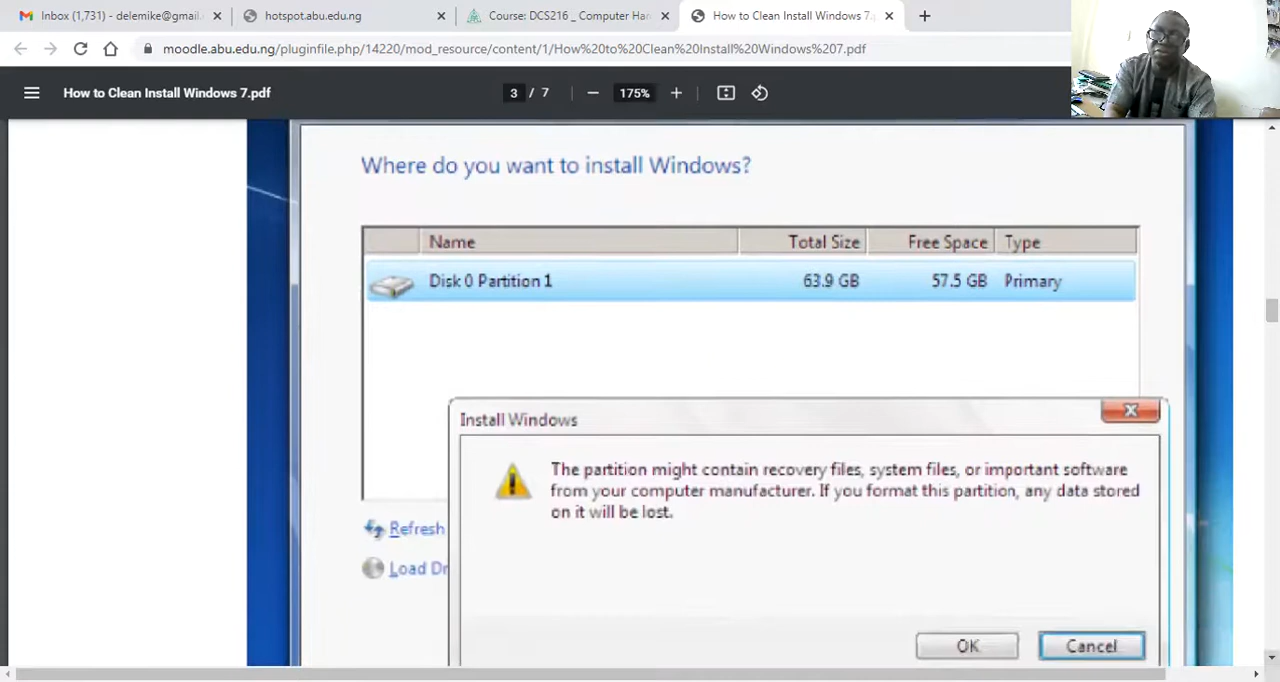 Inbox (1,731) - delemike@gmail.
hotspot.abu.edu.ng
Course: DCS216 _ Computer Har
How to Clean Install Windows 7.
moodle.abu.edu.ng/pluginfile.php/14220/mod_resource/content/1/How%20to%20Clean%20Install%20Windows%207.pdf
How to Clean Install Windows 7.pdf
3 / 7
175%
Where do you want to install Windows?
Name Total Size Free Space Type
Disk 0 Partition 1 63.9 GB 57.5 GB Primary
Install Windows
The partition might contain recovery files, system files, or important software
from your computer manufacturer. If you format this partition, any data stored
on it will be lost.
Refresh
Load Dr
OK Cancel